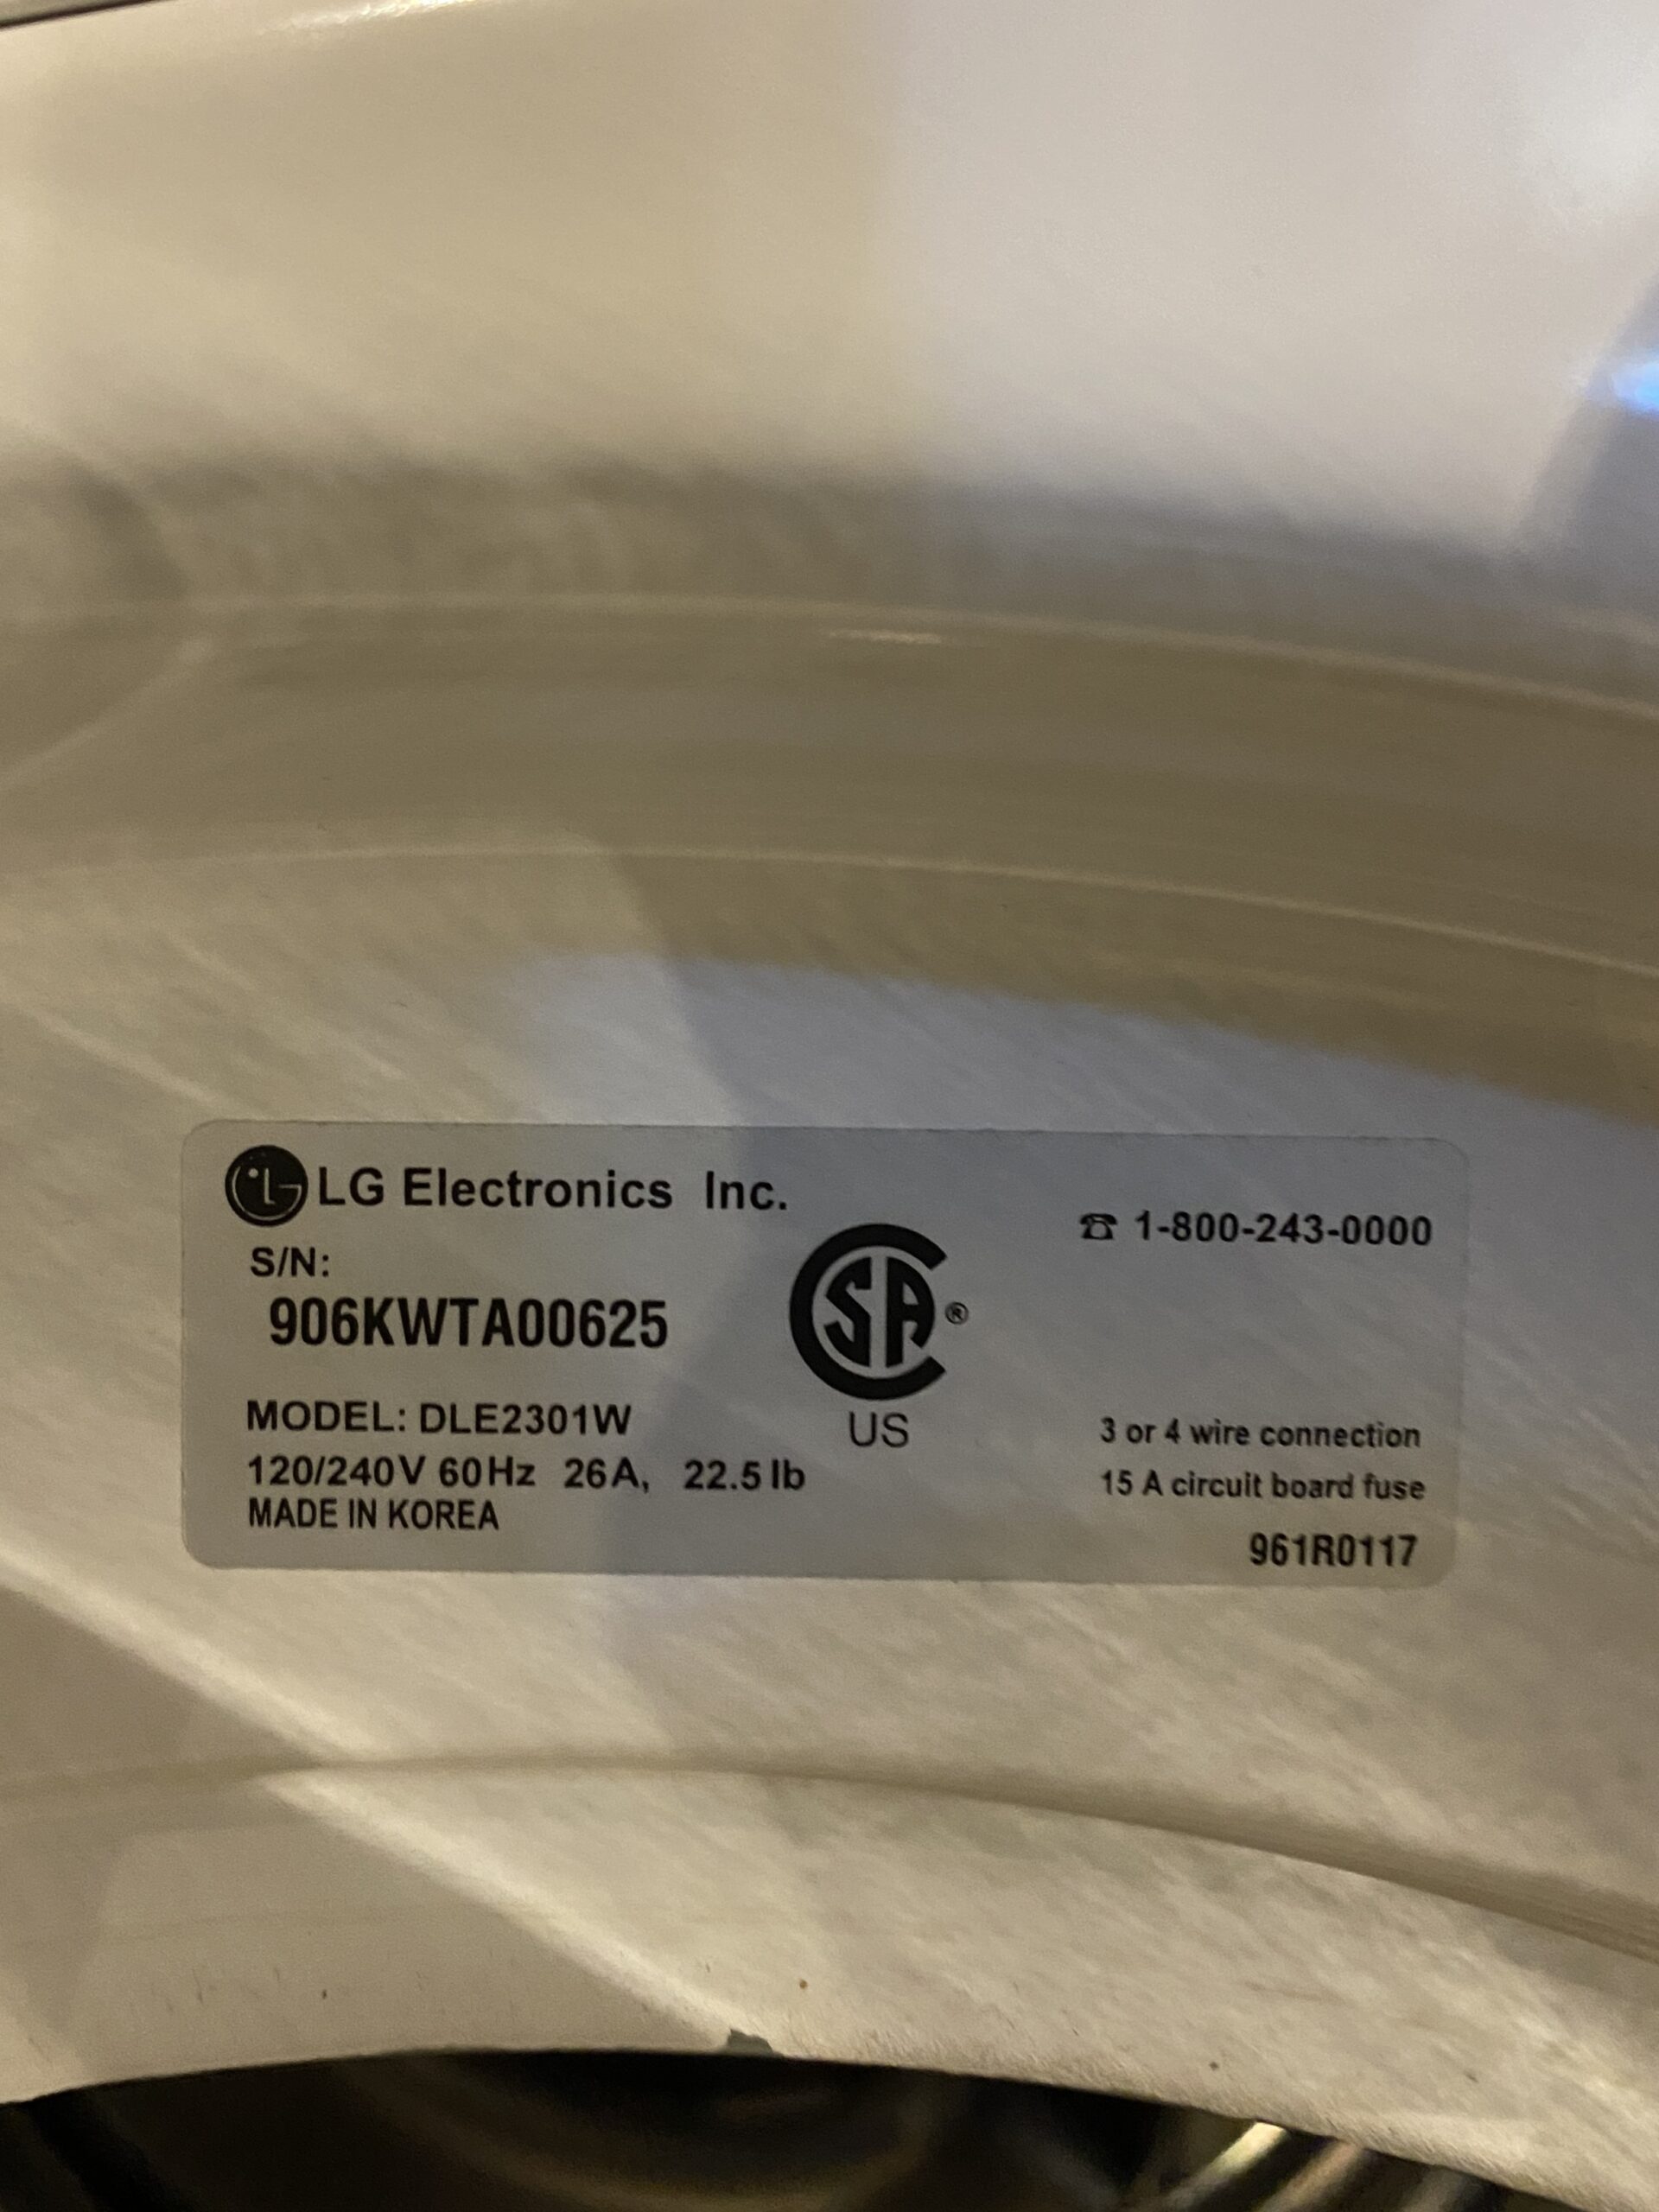 LG Electronics Inc.
☎ 1-800-243-0000
S/N:
906KWTA00625
CSA ®
US
MODEL: DLE2301W
120/240V 60Hz 26A, 22.5 lb
MADE IN KOREA
3 or 4 wire connection
15 A circuit board fuse
961R0117